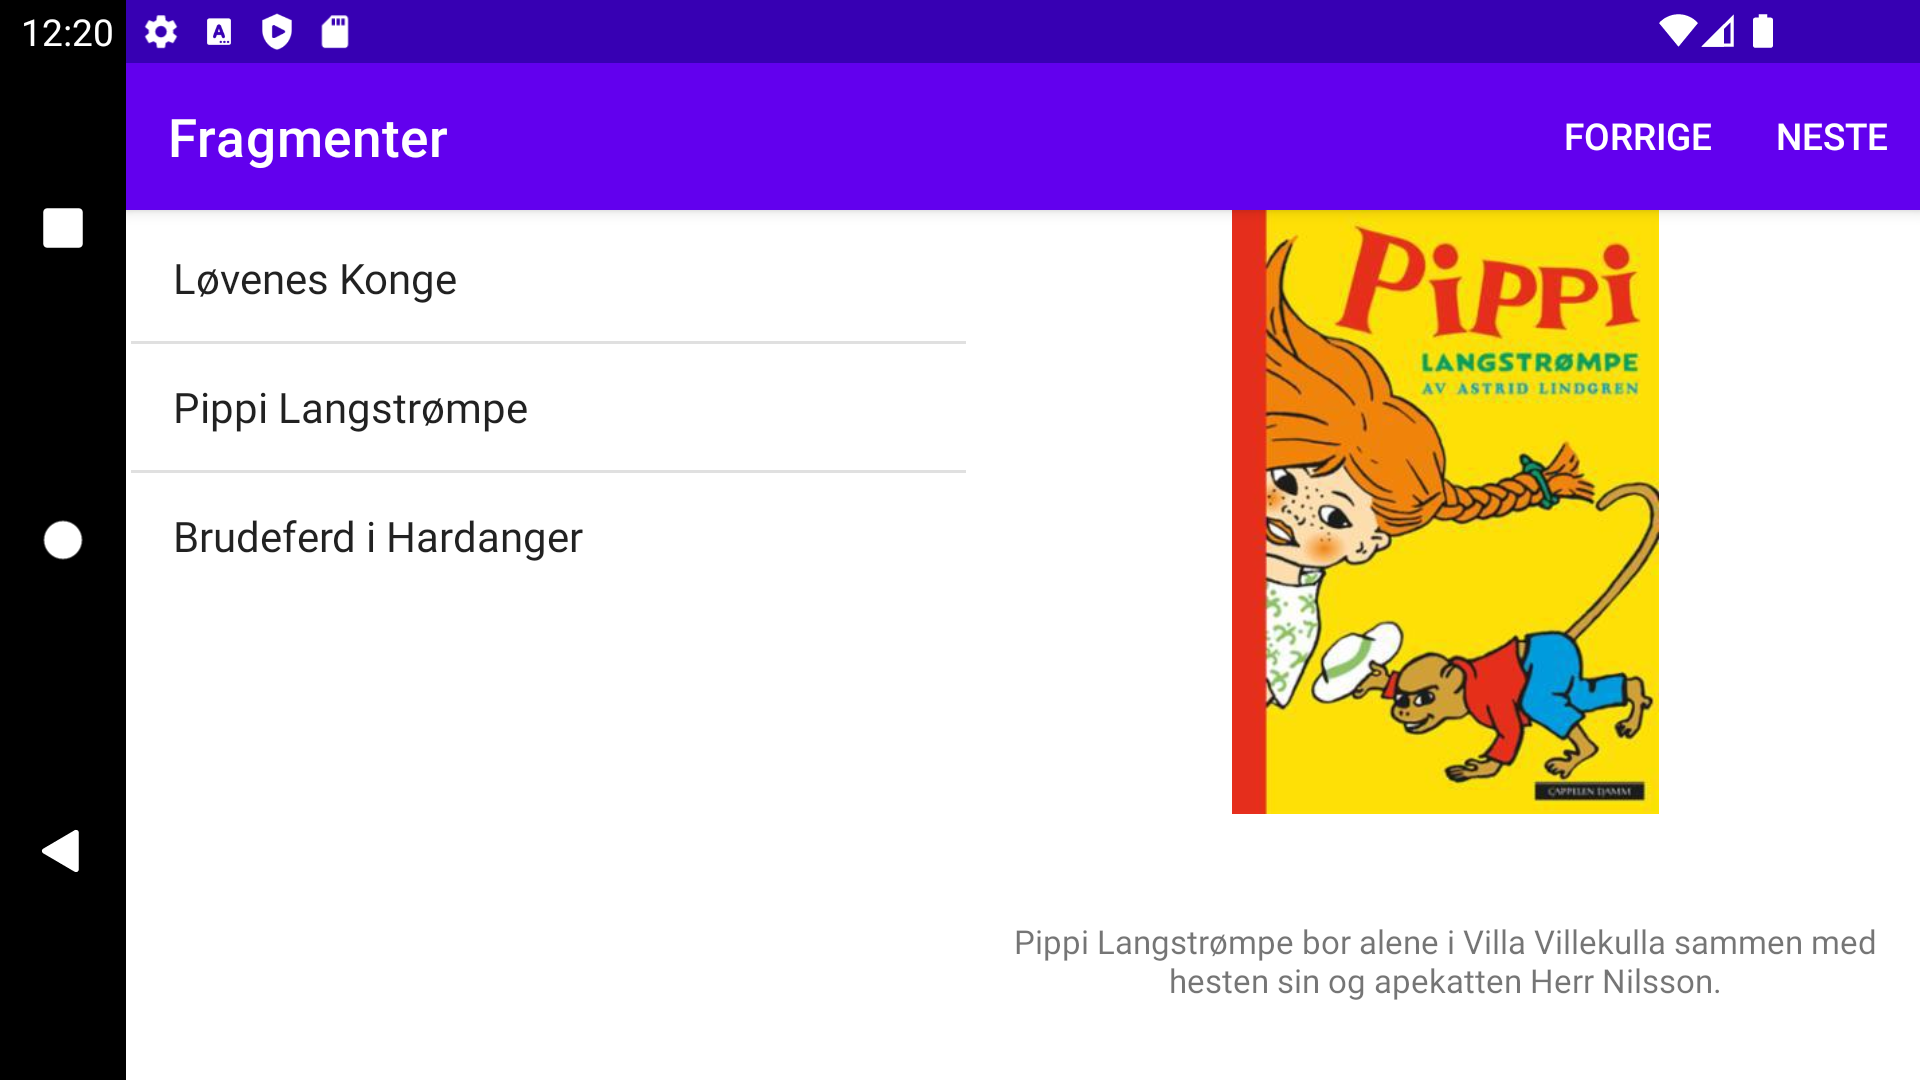 12:20
Fragmenter
FORRIGE NESTE
Løvenes Konge
Pippi Langstrømpe
Brudeferd i Hardanger
PiPPi
LANGSTRØMPE
AV ASTRID LINDGREN
CAPPELEN DAMM
Pippi Langstrømpe bor alene i Villa Villekulla sammen med
hesten sin og apekatten Herr Nilsson.